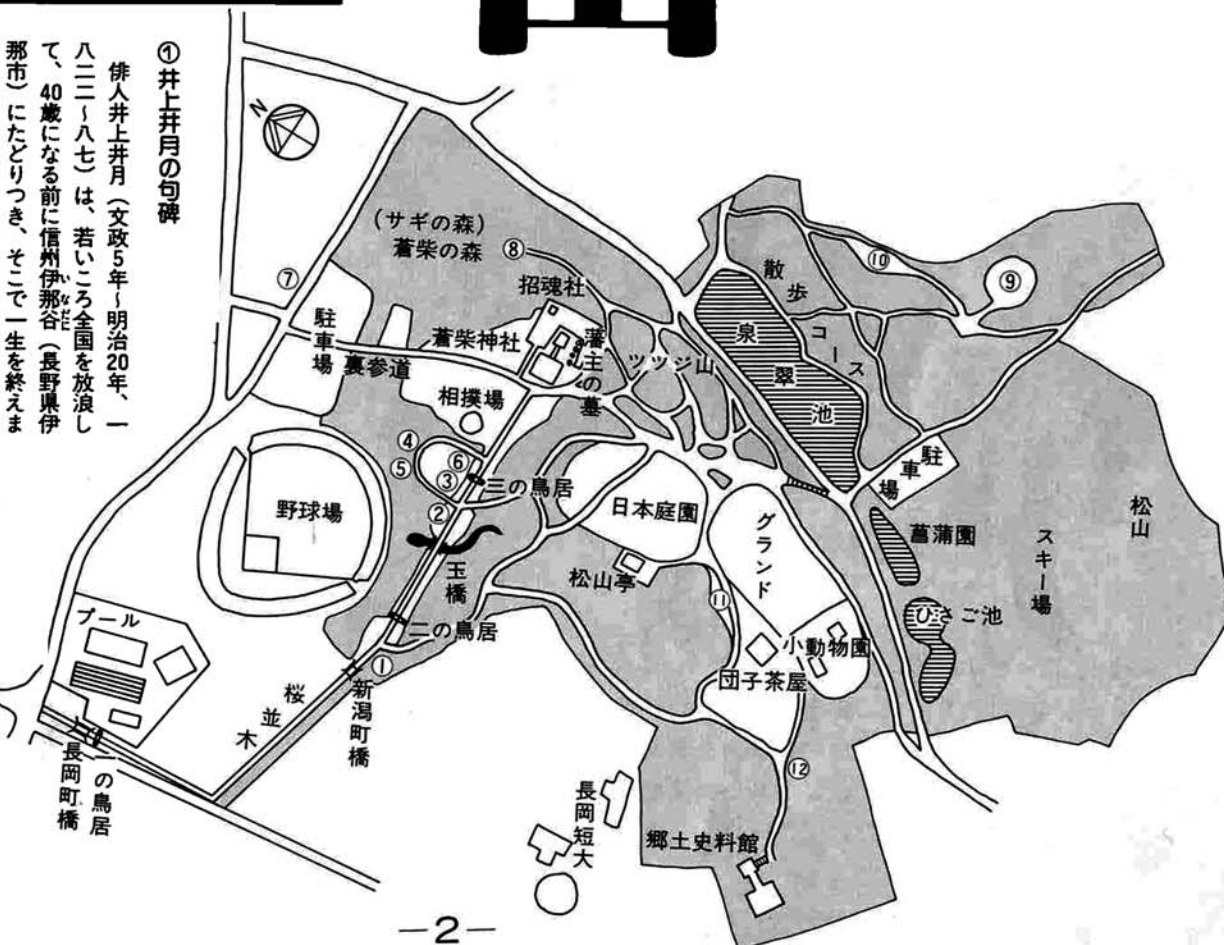 ①井上井月の句碑
俳人井上井月（文政5年～明治20年、一
八二二～八七）は、若いころ全国を放浪し
て、40歳になる前に信州伊那谷（長野県伊
いなだに
那市）にたどりつき、そこで一生を終えま
N
（サギの森）
蒼柴の森
⑧
⑦
招魂社
駐車場
裏参道
蒼柴神社
藩主の墓
ツツジ山
相撲場
④
⑤
⑥
③
②
三の鳥居
野球場
玉橋
二の鳥居
①
新潟町橋
桜並木
プール
一の鳥居
長岡町橋
散歩コース
泉翠池
⑩
⑨
駐車場
日本庭園
グランド
松山亭
⑪
小動物園
団子茶屋
菖蒲園
ひさご池
スキー場
松山
⑫
長岡短大
郷土史料館
—2—